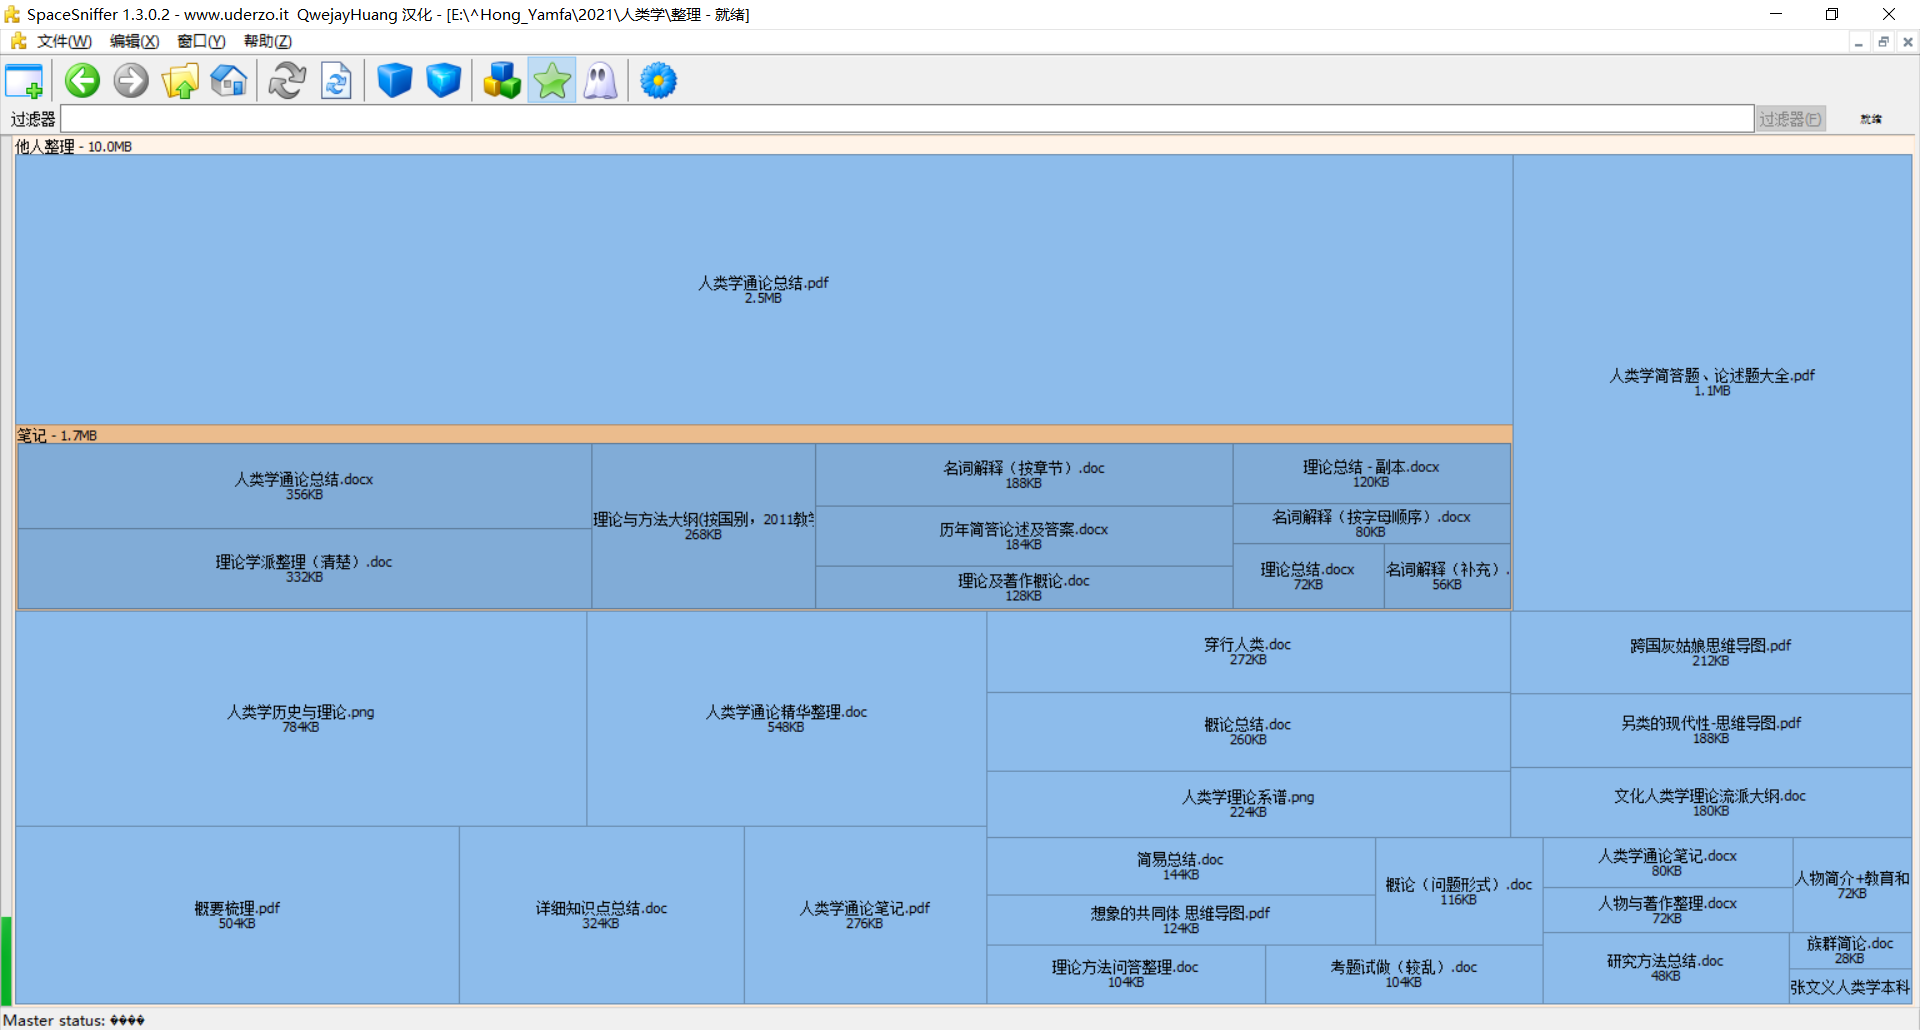 SpaceSniffer 1.3.0.2 - www.uderzo.it  QwejayHuang 汉化 - [E:\^Hong_Yamfa\2021\人类学\整理 - 就绪]
文件(W) 编辑(X) 窗口(Y) 帮助(Z)
过滤器 过滤器(F) 就绪
他人整理 - 10.0MB
人类学通论总结.pdf
2.5MB
人类学简答题、论述题大全.pdf
1.1MB
笔记 - 1.7MB
人类学通论总结.docx
356KB
理论学派整理（清楚）.doc
332KB
理论与方法大纲(按国别，2011教学
268KB
名词解释（按章节）.doc
188KB
历年简答论述及答案.docx
184KB
理论及著作概论.doc
128KB
理论总结 - 副本.docx
120KB
名词解释（按字母顺序）.docx
80KB
理论总结.docx
72KB
名词解释（补充）.
56KB
人类学历史与理论.png
784KB
人类学通论精华整理.doc
548KB
穿行人类.doc
272KB
概论总结.doc
260KB
人类学理论系谱.png
224KB
跨国灰姑娘思维导图.pdf
212KB
另类的现代性-思维导图.pdf
188KB
文化人类学理论流派大纲.doc
180KB
概要梳理.pdf
504KB
详细知识点总结.doc
324KB
人类学通论笔记.pdf
276KB
简易总结.doc
144KB
想象的共同体 思维导图.pdf
124KB
概论（问题形式）.doc
116KB
理论方法问答整理.doc
104KB
考题试做（较乱）.doc
104KB
人类学通论笔记.docx
80KB
人物与著作整理.docx
72KB
人物简介+教育和
72KB
研究方法总结.doc
48KB
族群简论.doc
28KB
张文义人类学本科
Master status: ����